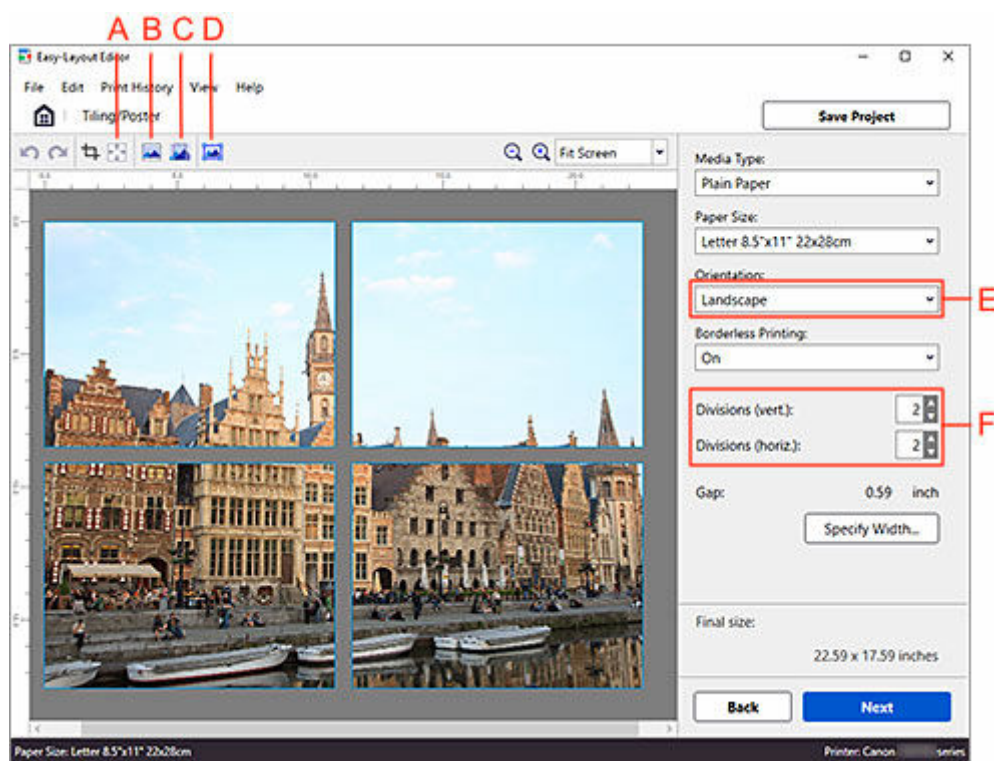 A B C D
Easy-Layout Editor
File Edit Print History View Help
Tiling/Poster
Save Project
Fit Screen
Media Type:
Plain Paper
Paper Size:
Letter 8.5"x11" 22x28cm
Orientation:
Landscape
E
Borderless Printing:
On
Divisions (vert.): 2
F
Divisions (horiz.): 2
Gap: 0.59 inch
Specify Width...
Final size:
22.59 x 17.59 inches
Back Next
Paper Size: Letter 8.5"x11" 22x28cm Printer: Canon series